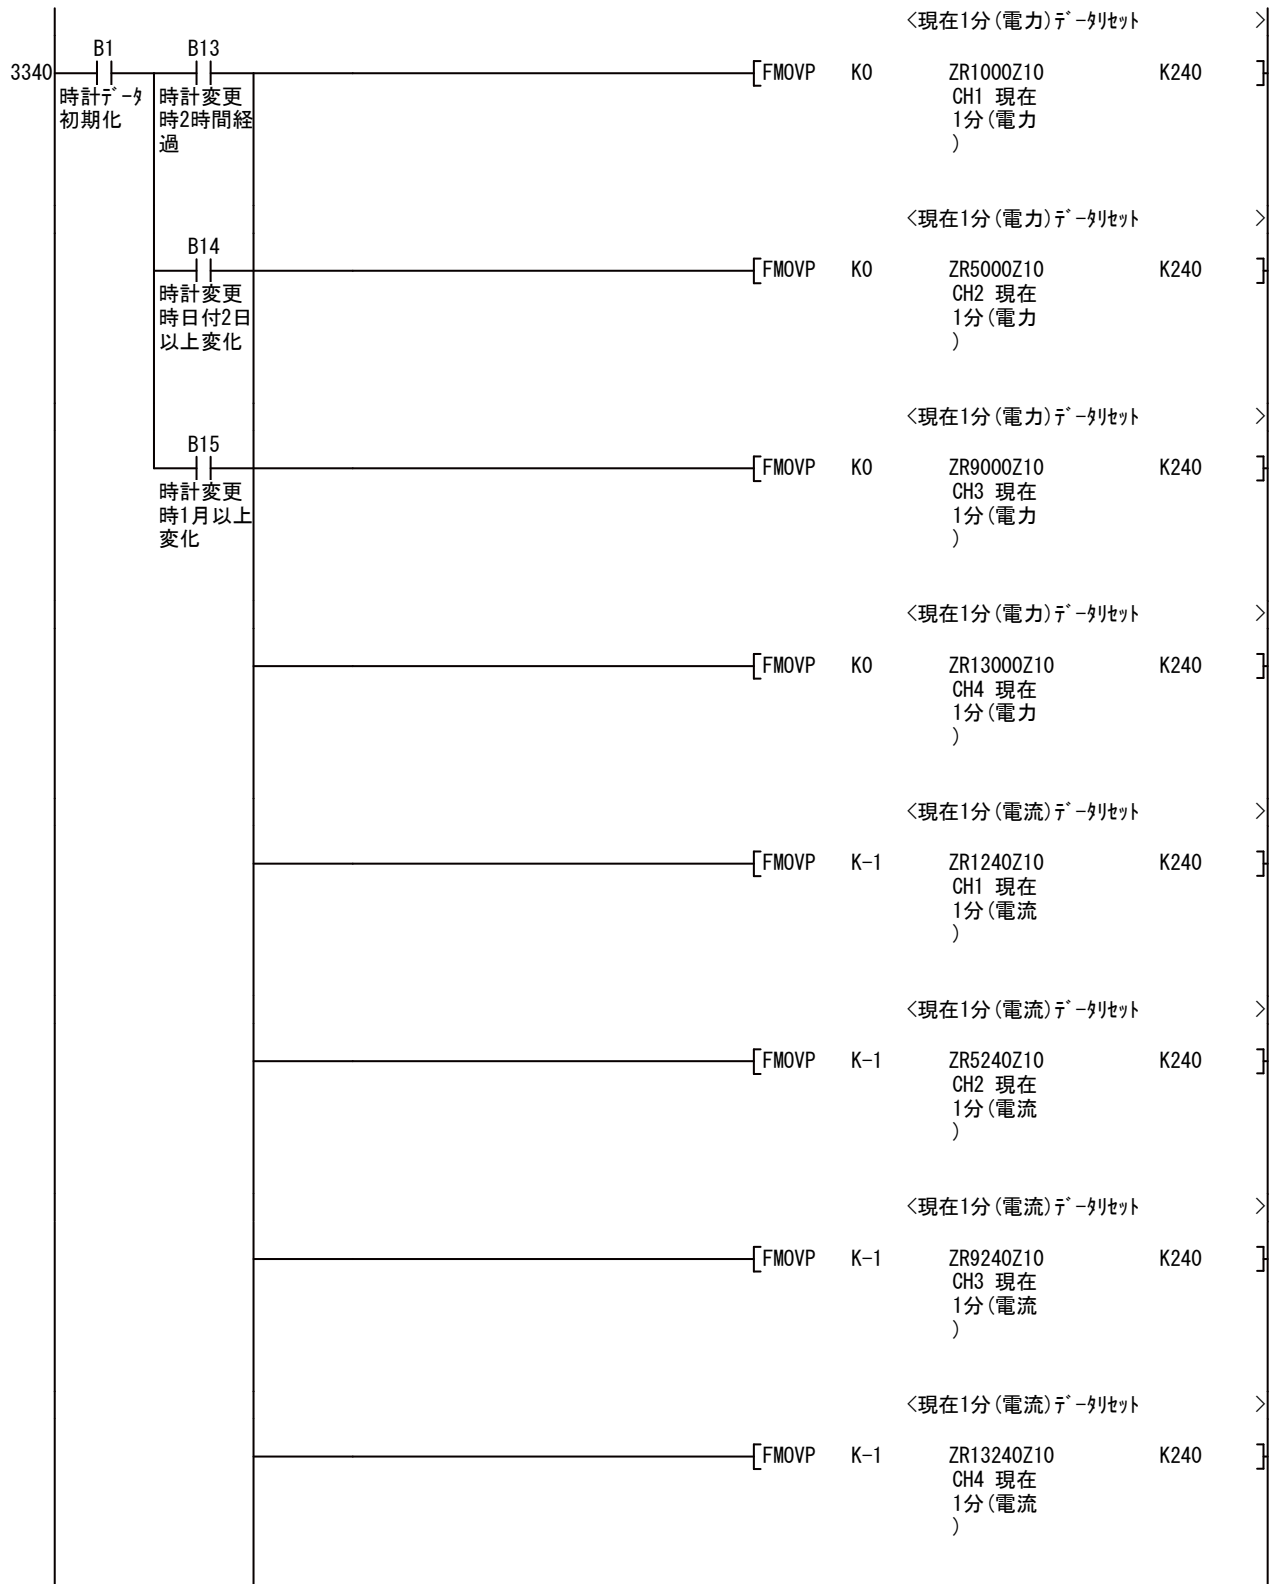 <現在1分(電力)ﾃﾞｰﾀﾘｾｯﾄ >
B1 B13
3340 [FMOVP K0 ZR1000Z10 K240 ]
時計ﾃﾞｰﾀ 時計変更 CH1 現在
初期化 時2時間経 1分(電力
過 )
<現在1分(電力)ﾃﾞｰﾀﾘｾｯﾄ >
B14
[FMOVP K0 ZR5000Z10 K240 ]
時計変更 CH2 現在
時日付2日 1分(電力
以上変化 )
<現在1分(電力)ﾃﾞｰﾀﾘｾｯﾄ >
B15
[FMOVP K0 ZR9000Z10 K240 ]
時計変更 CH3 現在
時1月以上 1分(電力
変化 )
<現在1分(電力)ﾃﾞｰﾀﾘｾｯﾄ >
[FMOVP K0 ZR13000Z10 K240 ]
CH4 現在
1分(電力
)
<現在1分(電流)ﾃﾞｰﾀﾘｾｯﾄ >
[FMOVP K-1 ZR1240Z10 K240 ]
CH1 現在
1分(電流
)
<現在1分(電流)ﾃﾞｰﾀﾘｾｯﾄ >
[FMOVP K-1 ZR5240Z10 K240 ]
CH2 現在
1分(電流
)
<現在1分(電流)ﾃﾞｰﾀﾘｾｯﾄ >
[FMOVP K-1 ZR9240Z10 K240 ]
CH3 現在
1分(電流
)
<現在1分(電流)ﾃﾞｰﾀﾘｾｯﾄ >
[FMOVP K-1 ZR13240Z10 K240 ]
CH4 現在
1分(電流
)